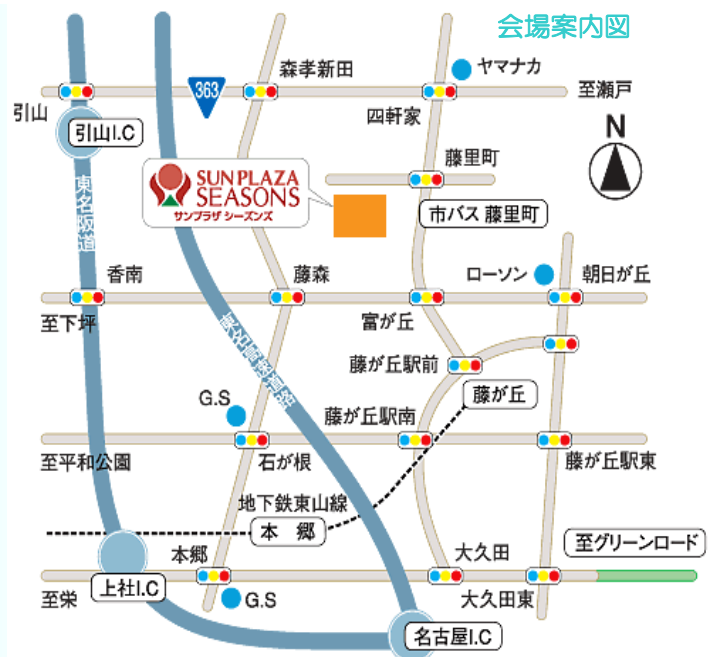 会場案内図
森孝新田
ヤマナカ
363
至瀬戸
引山
四軒家
N
引山I.C
藤里町
SUN PLAZA
SEASONS
サンプラザ シーズンズ
市バス 藤里町
東名阪道
香南
藤森
ローソン
朝日が丘
至下坪
富が丘
東名高速道路
藤が丘駅前
藤が丘
G.S
藤が丘駅南
至平和公園
石が根
藤が丘駅東
地下鉄東山線
本 郷
本郷
大久田
至グリーンロード
上社I.C
至栄
G.S
大久田東
名古屋I.C